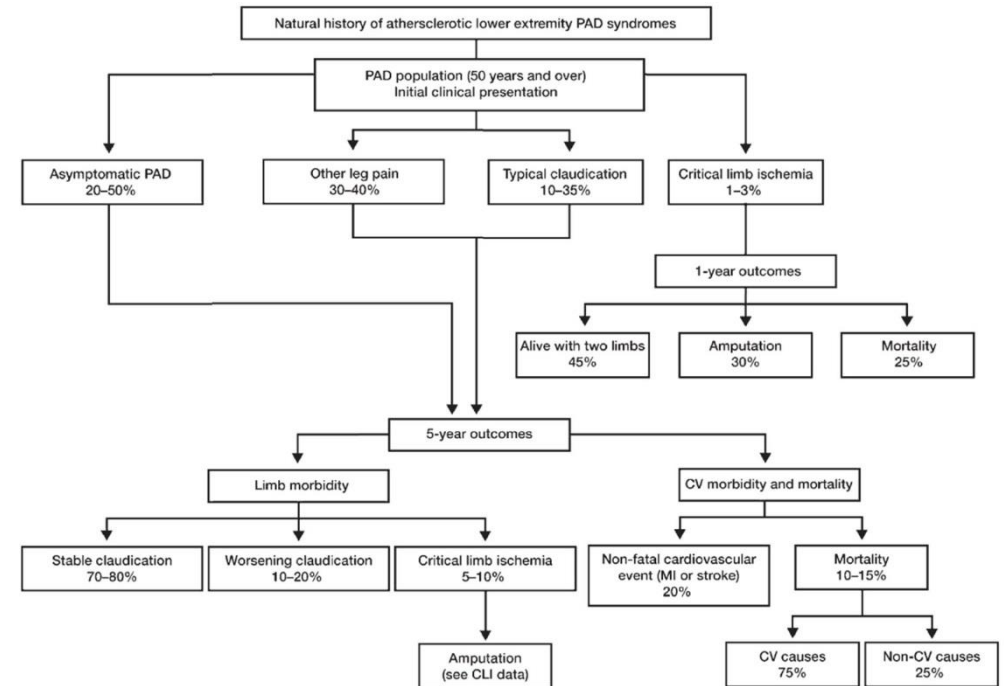 Natural history of athersclerotic lower extremity PAD syndromes
PAD population (50 years and over)
Initial clinical presentation
Asymptomatic PAD
20–50%
Other leg pain
30–40%
Typical claudication
10–35%
Critical limb ischemia
1–3%
1-year outcomes
Alive with two limbs
45%
Amputation
30%
Mortality
25%
5-year outcomes
Limb morbidity
CV morbidity and mortality
Stable claudication
70–80%
Worsening claudication
10–20%
Critical limb ischemia
5–10%
Non-fatal cardiovascular
event (MI or stroke)
20%
Mortality
10–15%
Amputation
(see CLI data)
CV causes
75%
Non-CV causes
25%